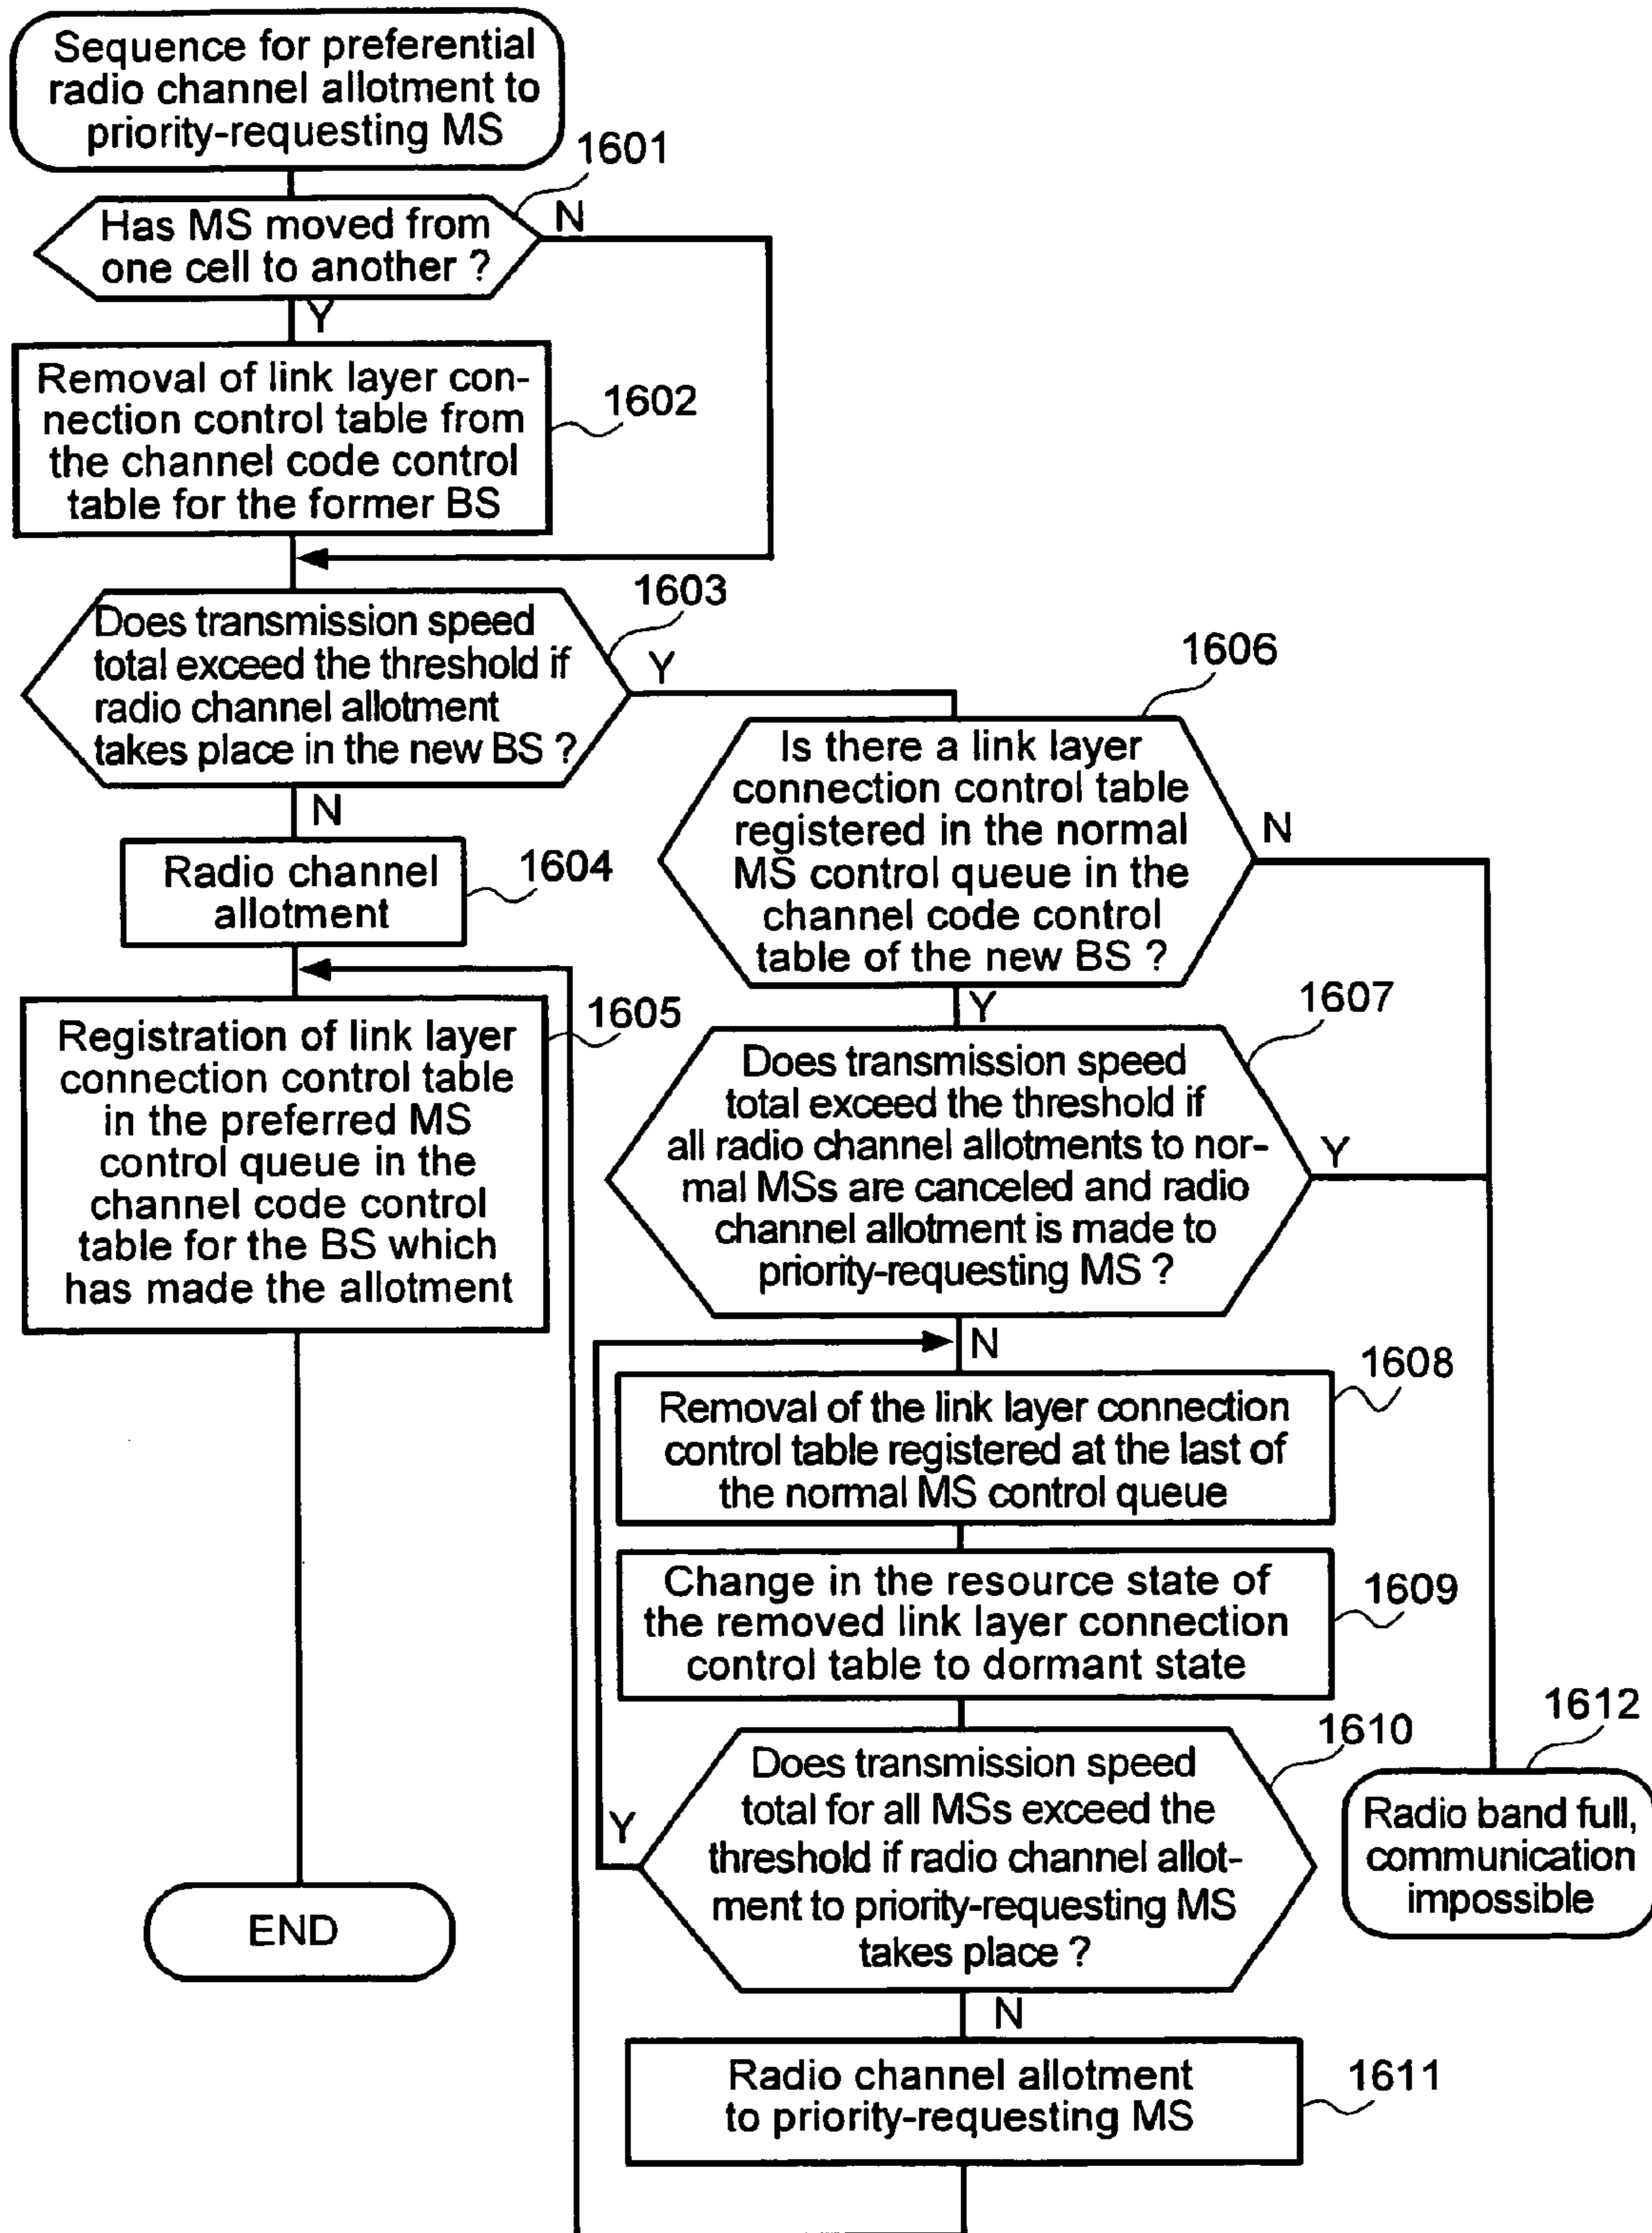 Sequence for preferential
radio channel allotment to
priority-requesting MS
1601
Has MS moved from
one cell to another ?
N
Y
Removal of link layer con-
nection control table from
the channel code control
table for the former BS
1602
1603
Does transmission speed
total exceed the threshold if
radio channel allotment
takes place in the new BS ?
Y
N
Radio channel
allotment
1604
Registration of link layer
connection control table
in the preferred MS
control queue in the
channel code control
table for the BS which
has made the allotment
1605
END
1606
Is there a link layer
connection control table
registered in the normal
MS control queue in the
channel code control
table of the new BS ?
N
Y
1607
Does transmission speed
total exceed the threshold if
all radio channel allotments to nor-
mal MSs are canceled and radio
channel allotment is made to
priority-requesting MS ?
Y
N
1608
Removal of the link layer connection
control table registered at the last of
the normal MS control queue
Change in the resource state of
the removed link layer connection
control table to dormant state
1609
1610
Does transmission speed
total for all MSs exceed the
threshold if radio channel allot-
ment to priority-requesting MS
takes place ?
Y
N
Radio channel allotment
to priority-requesting MS
1611
1612
Radio band full,
communication
impossible